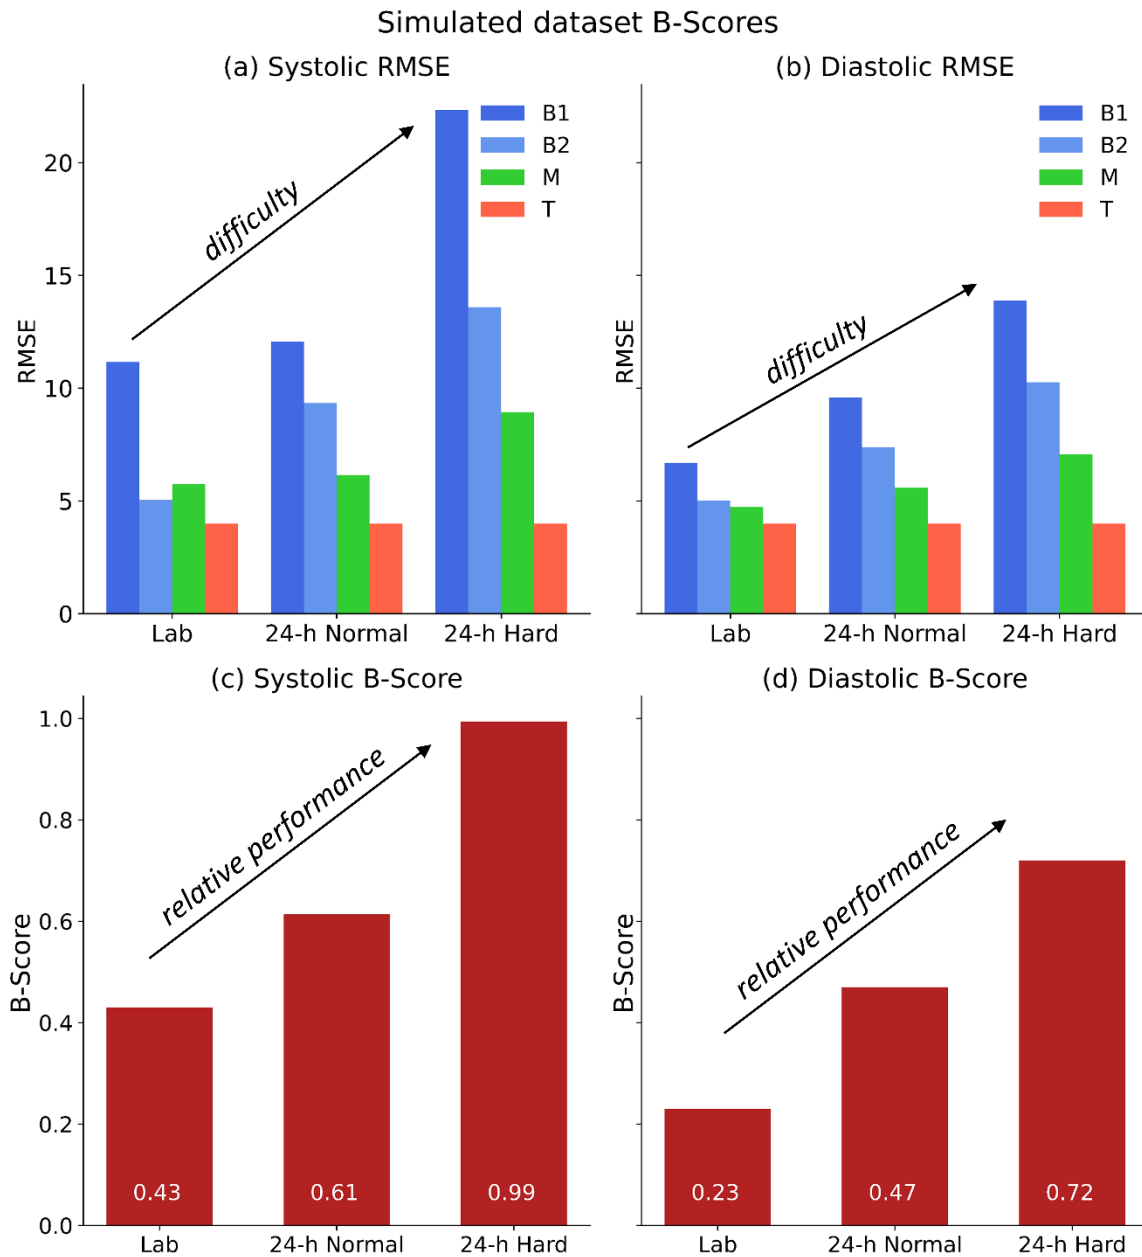 Simulated dataset B-Scores
(a) Systolic RMSE
B1
B2
M
T
difficulty
RMSE
20
15
10
5
0
Lab
24-h Normal
24-h Hard
(b) Diastolic RMSE
B1
B2
M
T
difficulty
RMSE
Lab
24-h Normal
24-h Hard
(c) Systolic B-Score
relative performance
B-Score
1.0
0.8
0.6
0.4
0.2
0.0
0.43
0.61
0.99
Lab
24-h Normal
24-h Hard
(d) Diastolic B-Score
relative performance
B-Score
0.23
0.47
0.72
Lab
24-h Normal
24-h Hard